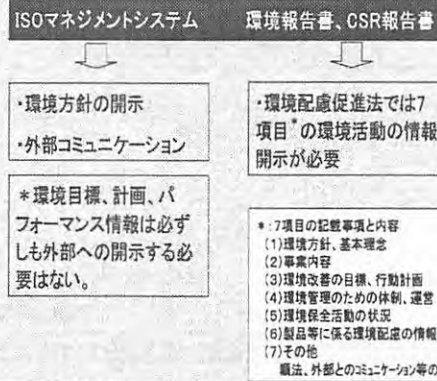 ISOマネジメントシステム
環境報告書、CSR報告書
・環境方針の開示
・外部コミュニケーション
*環境目標、計画、パ
フォーマンス情報は必ず
しも外部への開示する必
要はない。
・環境配慮促進法では7
項目*の環境活動の情報
開示が必要
*:7項目の記載事項と内容
(1)環境方針、基本理念
(2)事業内容
(3)環境改善の目標、行動計画
(4)環境管理のための体制、運営
(5)環境保全活動の状況
(6)製品等に係る環境配慮の情報
(7)その他
法、外部とのコミュニケーション等の